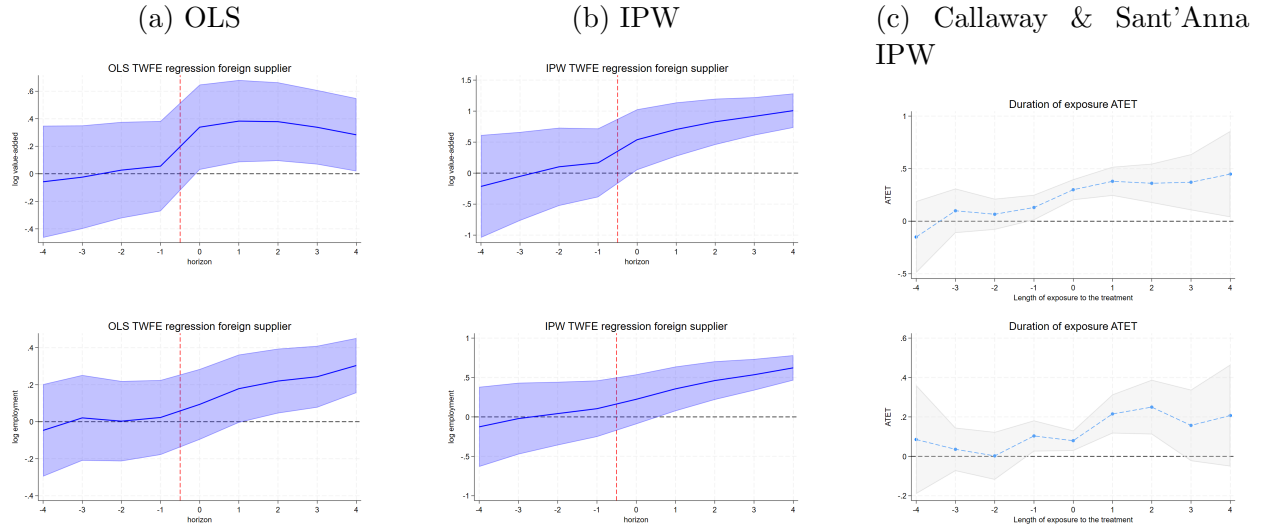 (a) OLS
(b) IPW
(c) Callaway & Sant'Anna
IPW
OLS TWFE regression foreign supplier
log value-added
.6
.4
.2
0
-.2
-.4
-4 -3 -2 -1 0 1 2 3 4
horizon
IPW TWFE regression foreign supplier
log value-added
1.5
1
.5
0
-.5
-1
-4 -3 -2 -1 0 1 2 3 4
horizon
Duration of exposure ATET
ATET
1
.5
0
-.5
-4 -3 -2 -1 0 1 2 3 4
Length of exposure to the treatment
OLS TWFE regression foreign supplier
log employment
.4
.2
0
-.2
-.4
-4 -3 -2 -1 0 1 2 3 4
horizon
IPW TWFE regression foreign supplier
log employment
1
.5
0
-.5
-1
-4 -3 -2 -1 0 1 2 3 4
horizon
Duration of exposure ATET
ATET
.6
.4
.2
0
-.2
-4 -3 -2 -1 0 1 2 3 4
Length of exposure to the treatment